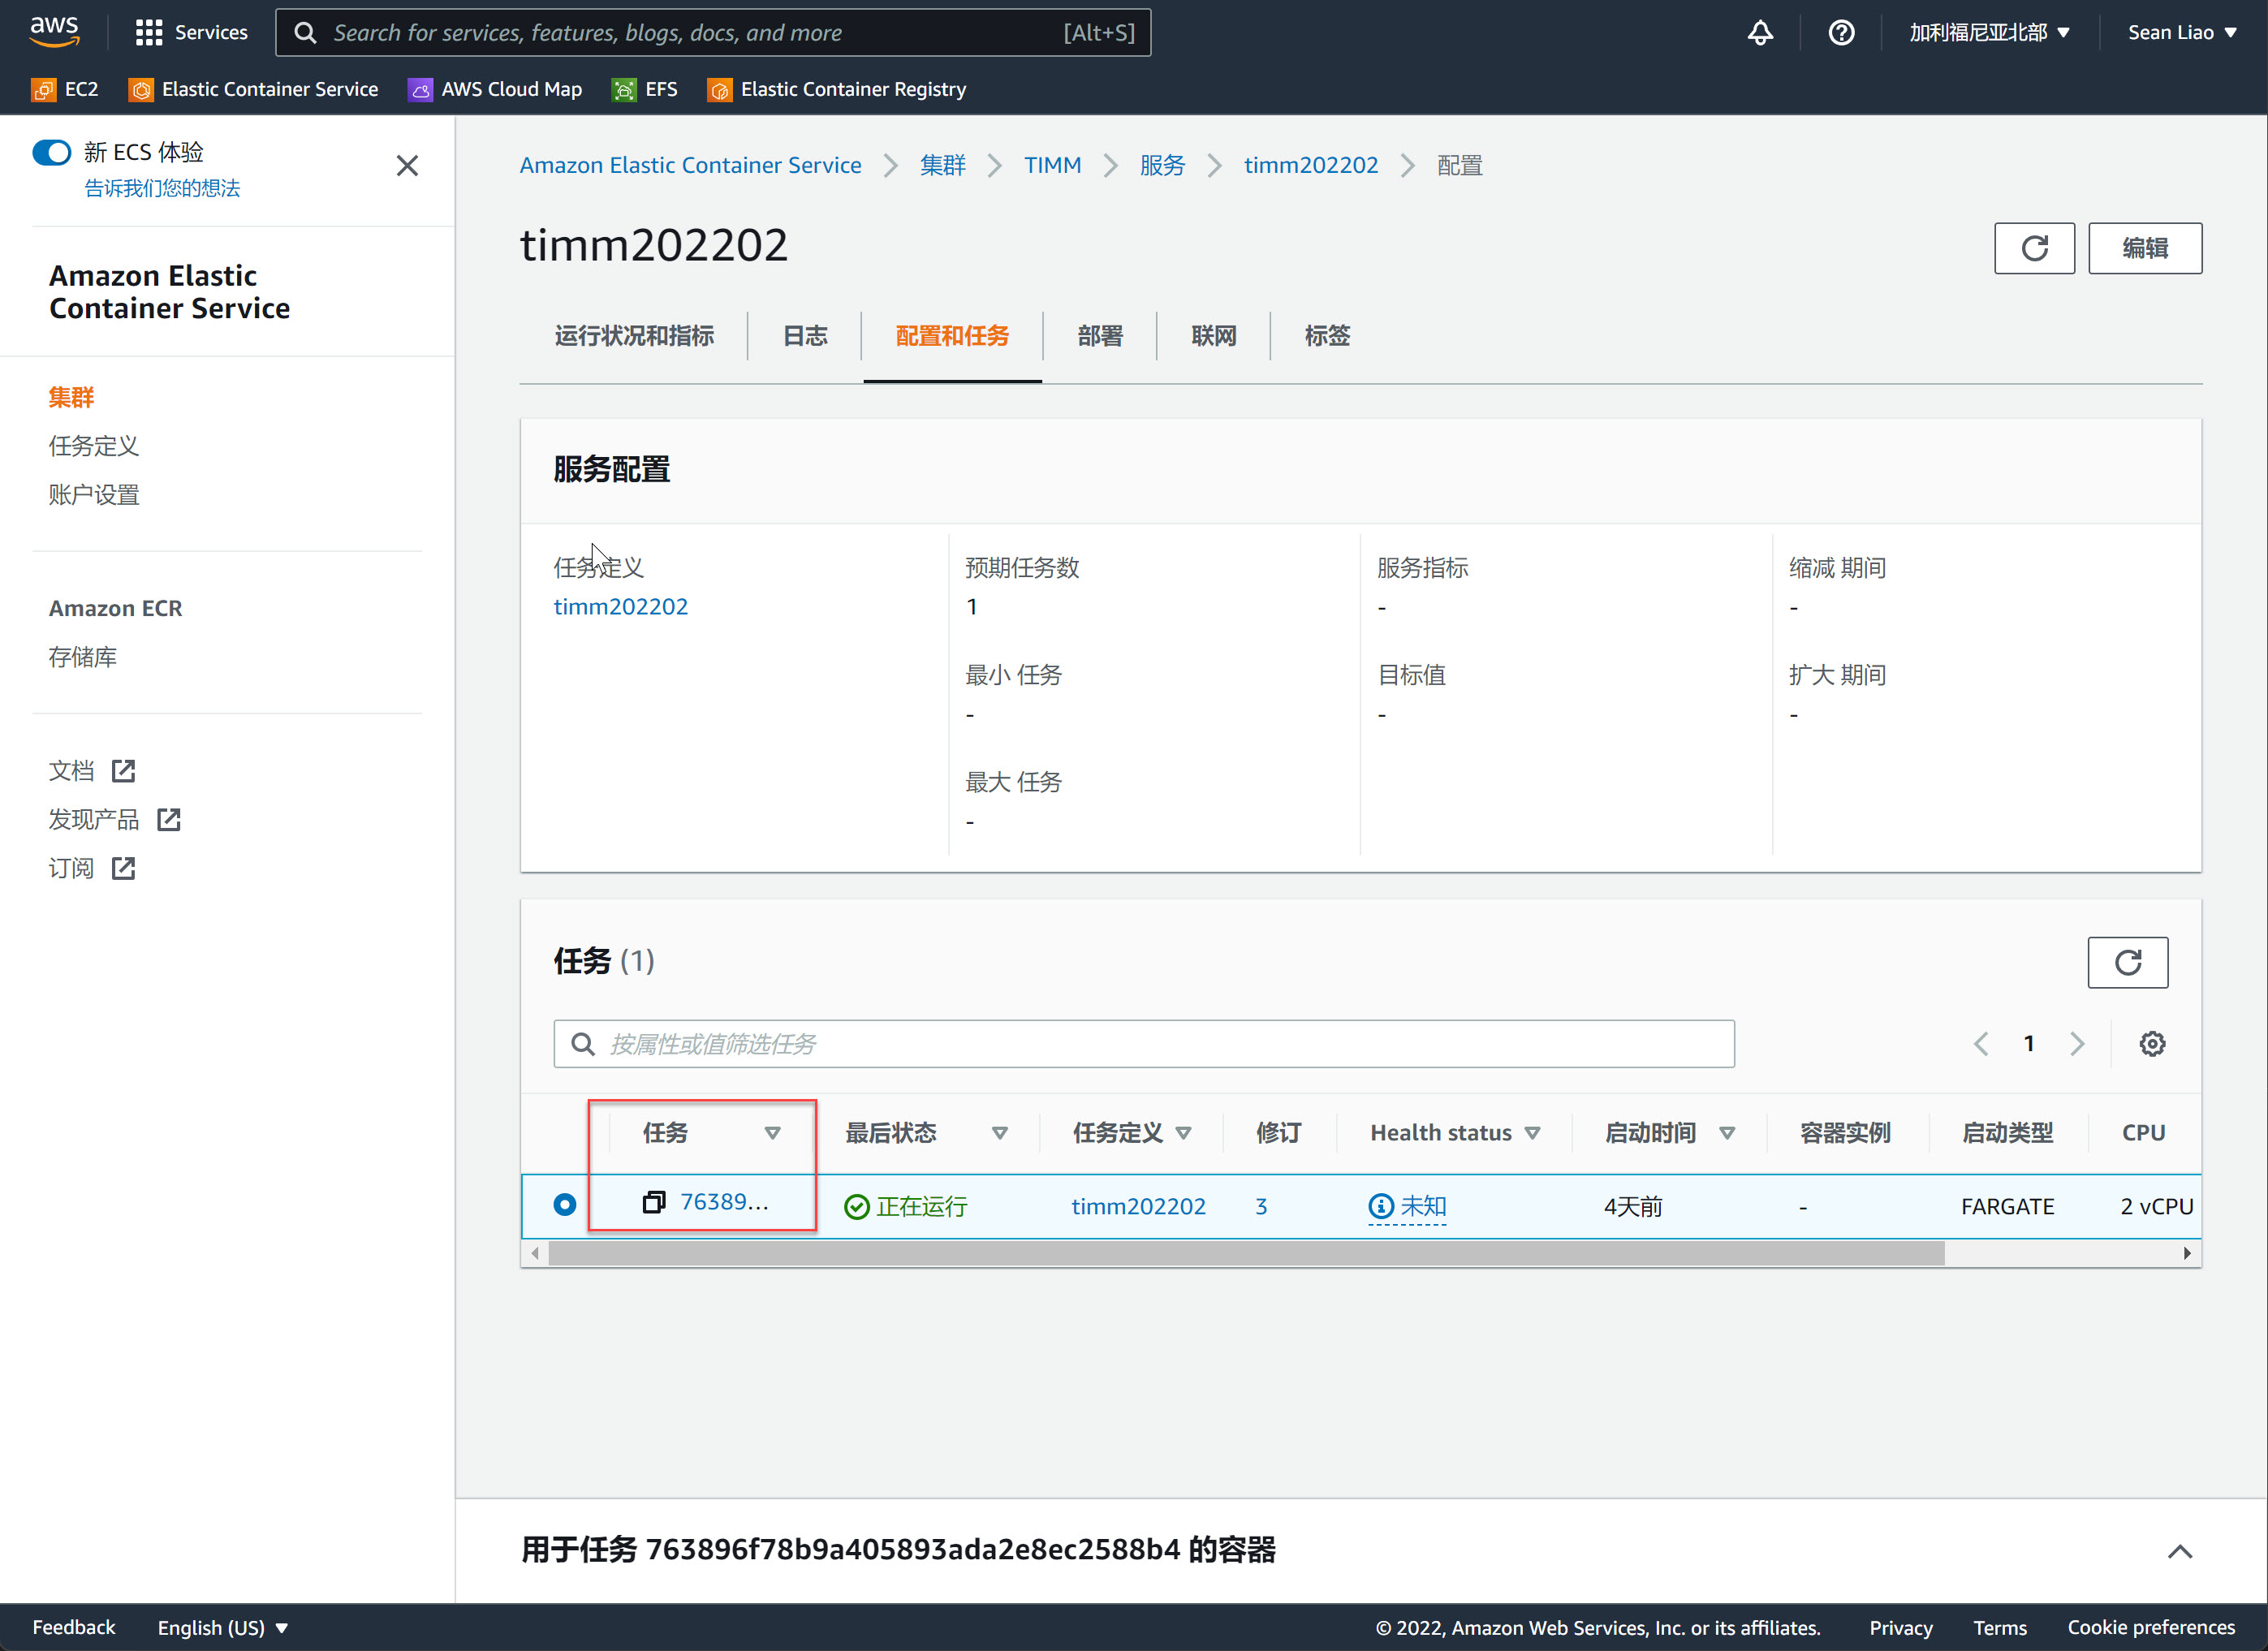 aws
Services
Search for services, features, blogs, docs, and more
[Alt+S]
加利福尼亚北部
Sean Liao
EC2
Elastic Container Service
AWS Cloud Map
EFS
Elastic Container Registry
新 ECS 体验
告诉我们您的想法
Amazon Elastic
Container Service
集群
任务定义
账户设置
Amazon ECR
存储库
文档
发现产品
订阅
Amazon Elastic Container Service
集群
TIMM
服务
timm202202
配置
timm202202
编辑
运行状况和指标
日志
配置和任务
部署
联网
标签
服务配置
任务定义
timm202202
预期任务数
1
最小 任务
-
最大 任务
-
服务指标
-
目标值
-
缩减 期间
-
扩大 期间
-
任务 (1)
按属性或值筛选任务
1
任务
最后状态
任务定义
修订
Health status
启动时间
容器实例
启动类型
CPU
76389...
正在运行
timm202202
3
未知
4天前
-
FARGATE
2 vCPU
用于任务 763896f78b9a405893ada2e8ec2588b4 的容器
Feedback
English (US)
© 2022, Amazon Web Services, Inc. or its affiliates.
Privacy
Terms
Cookie preferences